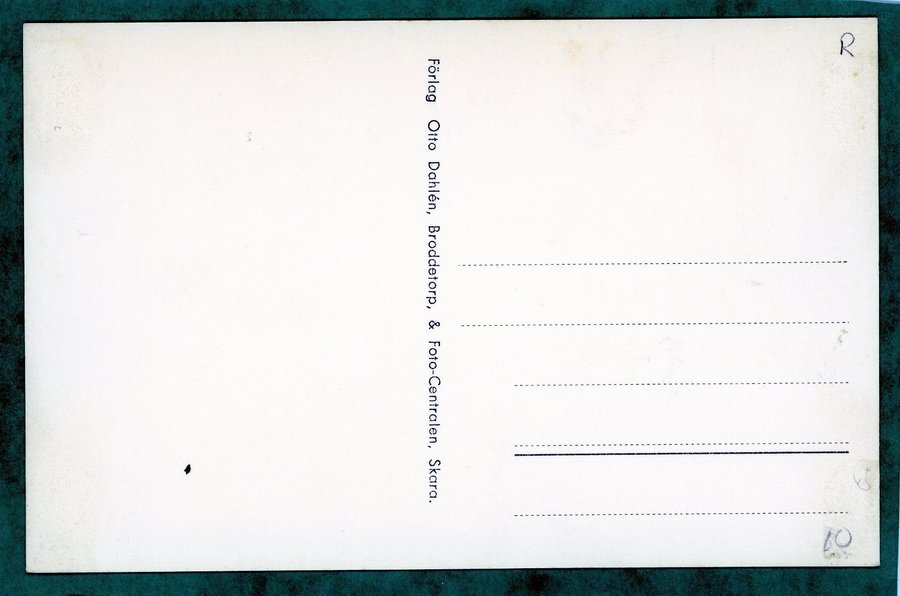 R
Förlag Otto Dahlén, Broddetorp, & Foto-Centralen, Skara.
10